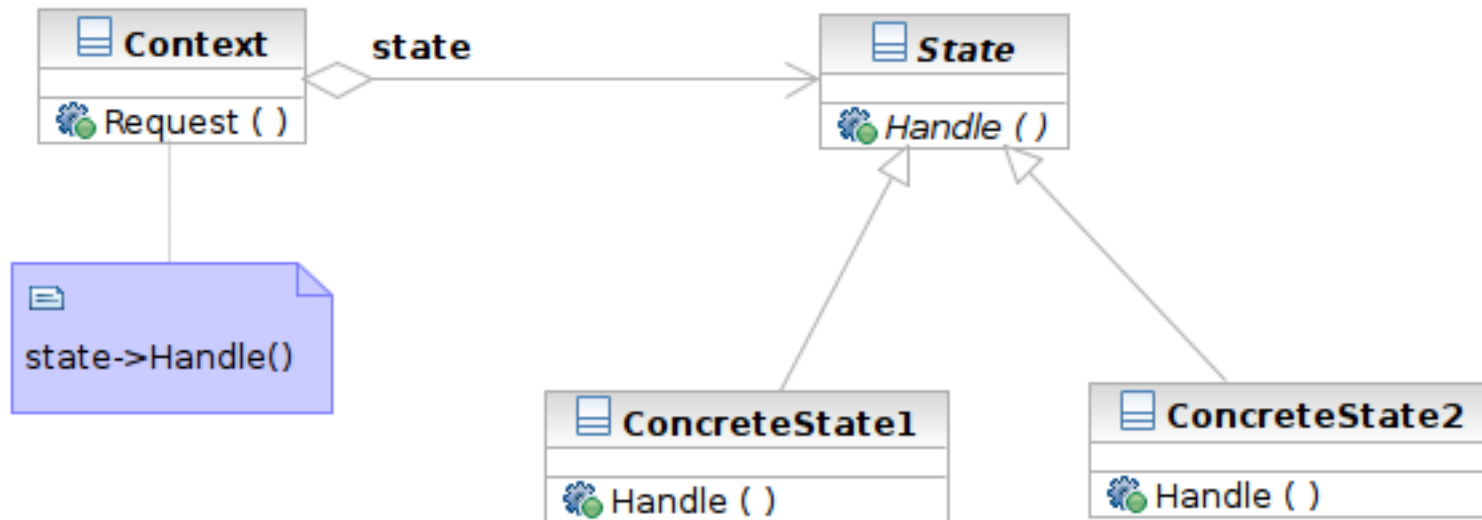 Context
state
State
Request ( )
Handle ( )
state->Handle()
ConcreteState1
ConcreteState2
Handle ( )
Handle ( )